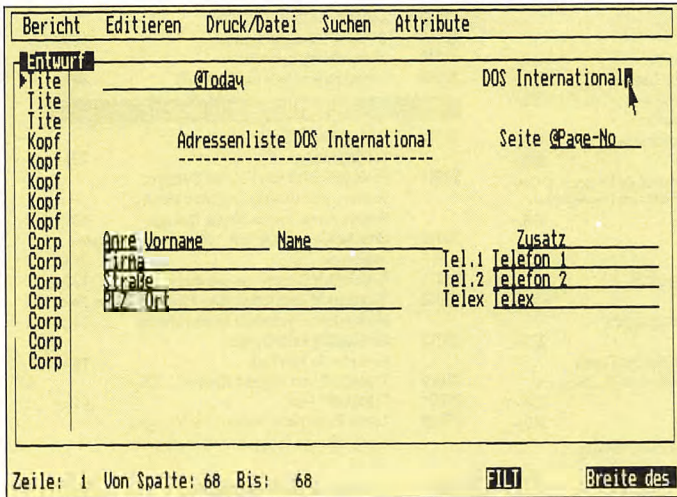 Bericht Editieren Druck/Datei Suchen Attribute
Entwurf
Tite @Today DOS International
Tite
Tite
Kopf Adressenliste DOS International Seite @Page-No
Kopf ----------------------------
Kopf
Kopf
Kopf
Corp Anre Vorname Name Zusatz
Corp Firma Tel.1 Telefon 1
Corp Straße Tel.2 Telefon 2
Corp PLZ Ort Telex Telex
Corp
Corp
Corp
Zeile: 1 Von Spalte: 68 Bis: 68 FILT Breite des